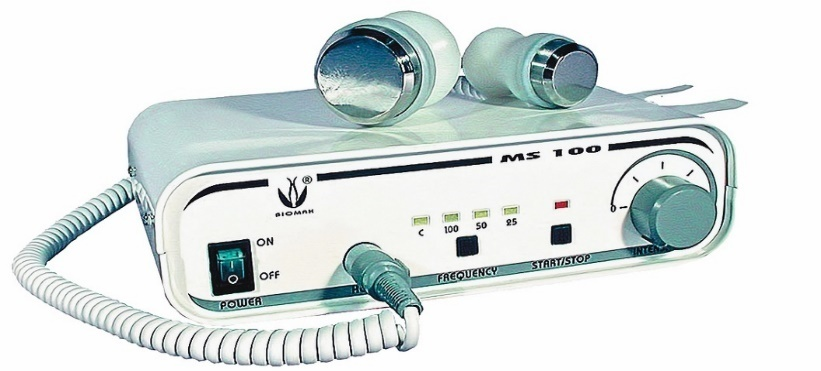 MS 100
®
BIOMAK
C 100 50 25
0
ON
OFF
POWER
FREQUENCY
START/STOP